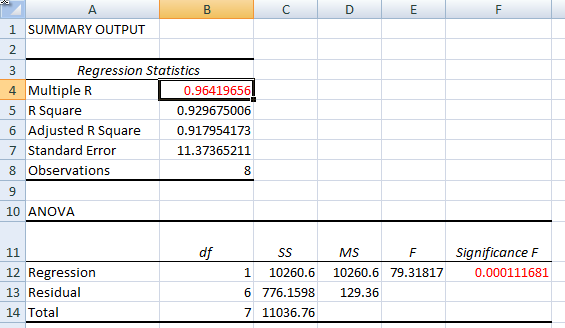 A B C D E F
1 SUMMARY OUTPUT
2
3 Regression Statistics
4 Multiple R 0.96419656
5 R Square 0.929675006
6 Adjusted R Square 0.917954173
7 Standard Error 11.37365211
8 Observations 8
9
10 ANOVA
11 df SS MS F Significance F
12 Regression 1 10260.6 10260.6 79.31817 0.000111681
13 Residual 6 776.1598 129.36
14 Total 7 11036.76